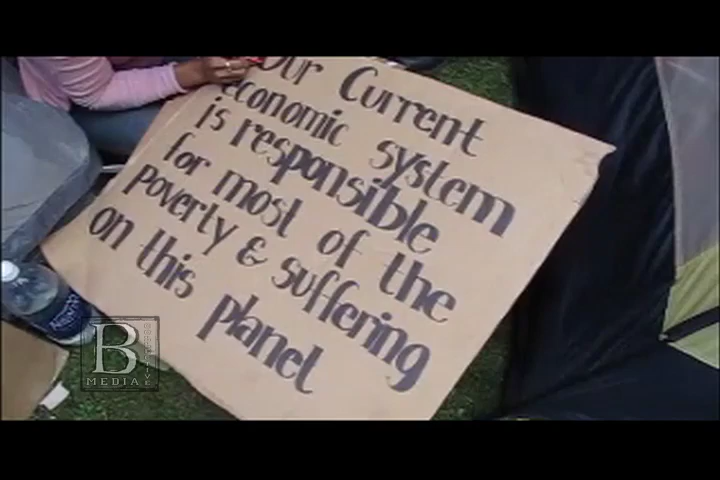 Our Current
economic system
is responsible
for most of the
poverty & suffering
on this planet
B
MEDIA